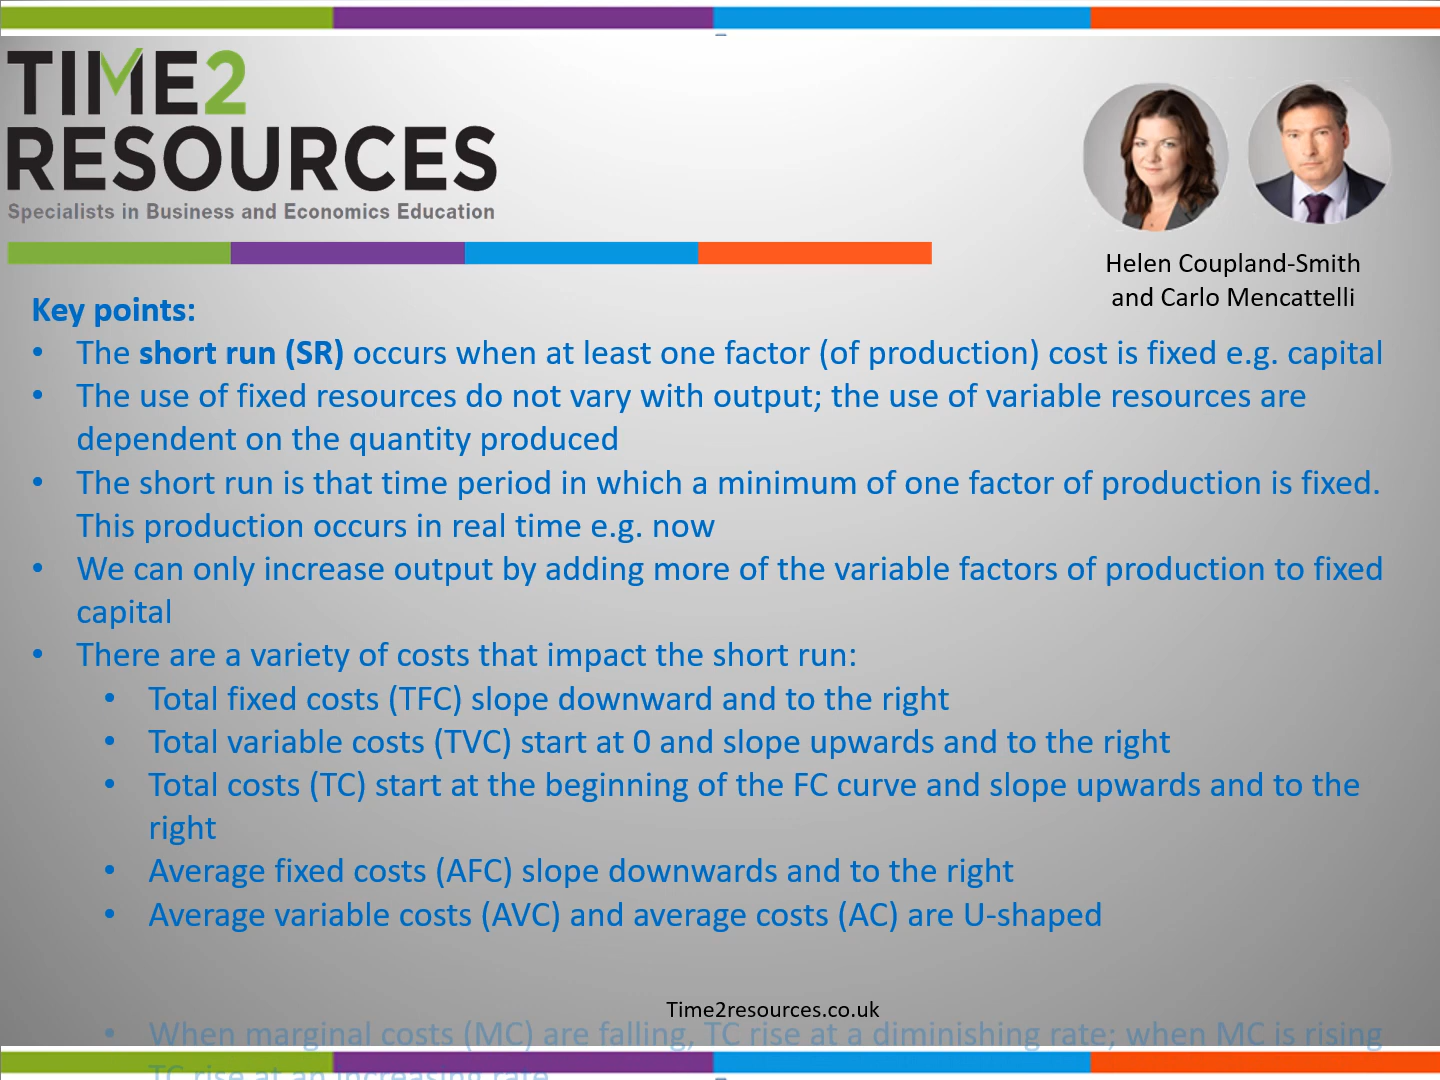 TIME2
RESOURCES
Specialists in Business and Economics Education
Helen Coupland-Smith
and Carlo Mencattelli
Key points:
• The short run (SR) occurs when at least one factor (of production) cost is fixed e.g. capital
• The use of fixed resources do not vary with output; the use of variable resources are
dependent on the quantity produced
• The short run is that time period in which a minimum of one factor of production is fixed.
This production occurs in real time e.g. now
• We can only increase output by adding more of the variable factors of production to fixed
capital
• There are a variety of costs that impact the short run:
• Total fixed costs (TFC) slope downward and to the right
• Total variable costs (TVC) start at 0 and slope upwards and to the right
• Total costs (TC) start at the beginning of the FC curve and slope upwards and to the
right
• Average fixed costs (AFC) slope downwards and to the right
• Average variable costs (AVC) and average costs (AC) are U-shaped
Time2resources.co.uk
• When marginal costs (MC) are falling, TC rise at a diminishing rate; when MC is rising
TC rise at an increasing rate